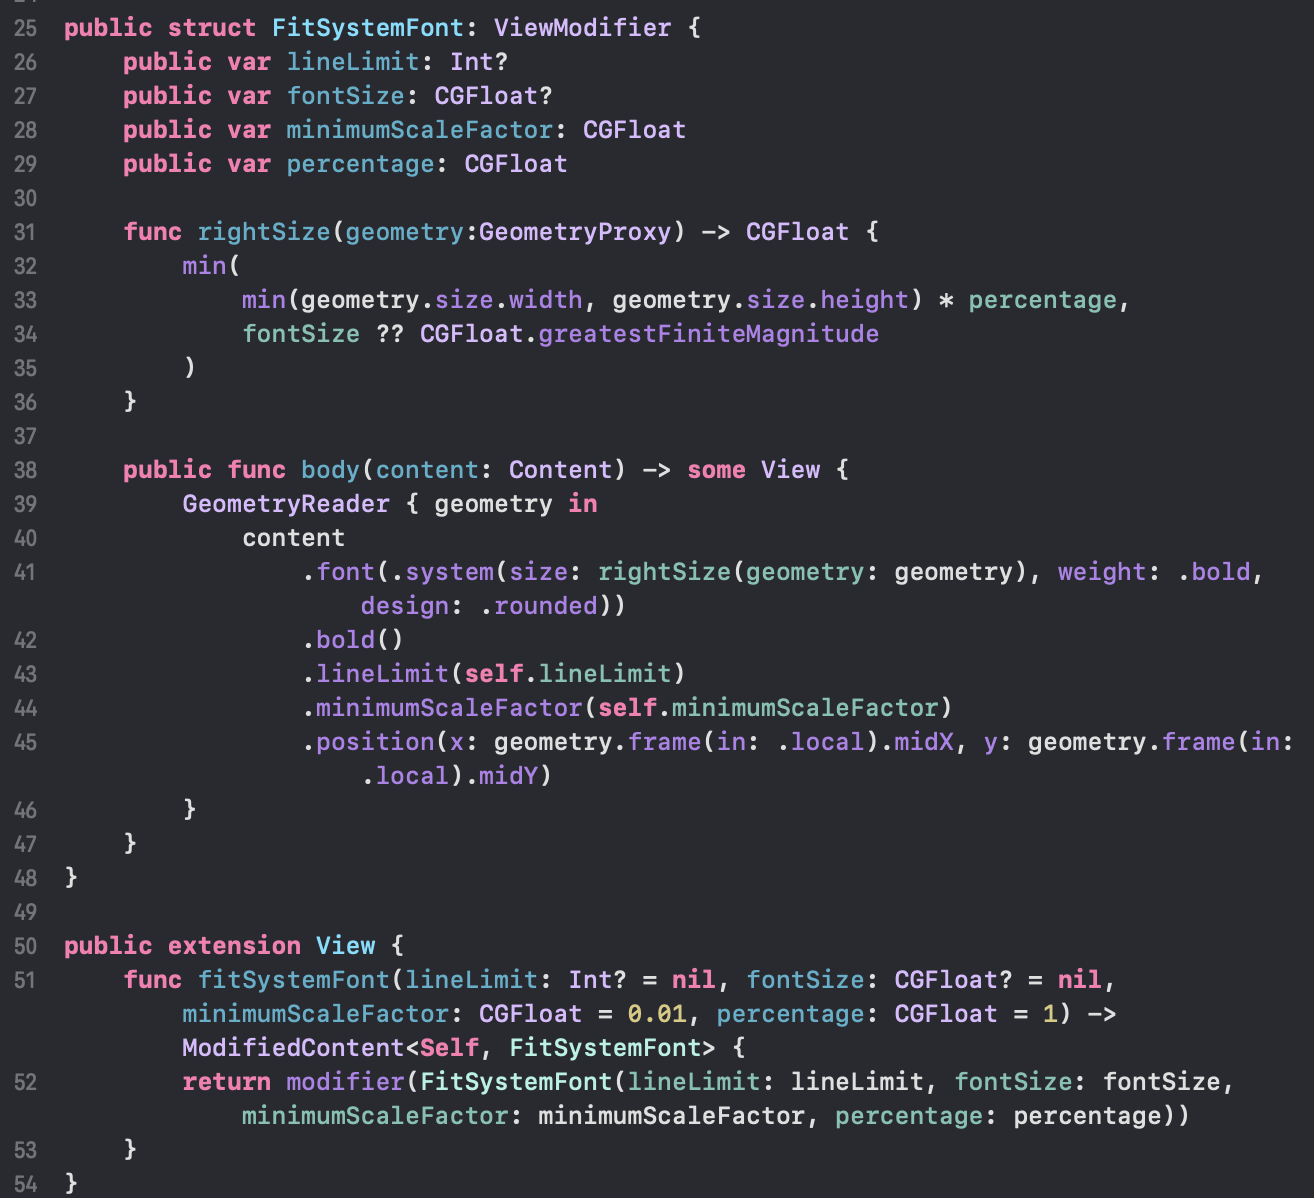 25 public struct FitSystemFont: ViewModifier {
26     public var lineLimit: Int?
27     public var fontSize: CGFloat?
28     public var minimumScaleFactor: CGFloat
29     public var percentage: CGFloat
30
31     func rightSize(geometry:GeometryProxy) -> CGFloat {
32         min(
33             min(geometry.size.width, geometry.size.height) * percentage,
34             fontSize ?? CGFloat.greatestFiniteMagnitude
35         )
36     }
37
38     public func body(content: Content) -> some View {
39         GeometryReader { geometry in
40             content
41                 .font(.system(size: rightSize(geometry: geometry), weight: .bold,
                    design: .rounded))
42                 .bold()
43                 .lineLimit(self.lineLimit)
44                 .minimumScaleFactor(self.minimumScaleFactor)
45                 .position(x: geometry.frame(in: .local).midX, y: geometry.frame(in:
                    .local).midY)
46         }
47     }
48 }
49
50 public extension View {
51     func fitSystemFont(lineLimit: Int? = nil, fontSize: CGFloat? = nil,
        minimumScaleFactor: CGFloat = 0.01, percentage: CGFloat = 1) ->
        ModifiedContent<Self, FitSystemFont> {
52         return modifier(FitSystemFont(lineLimit: lineLimit, fontSize: fontSize,
            minimumScaleFactor: minimumScaleFactor, percentage: percentage))
53     }
54 }